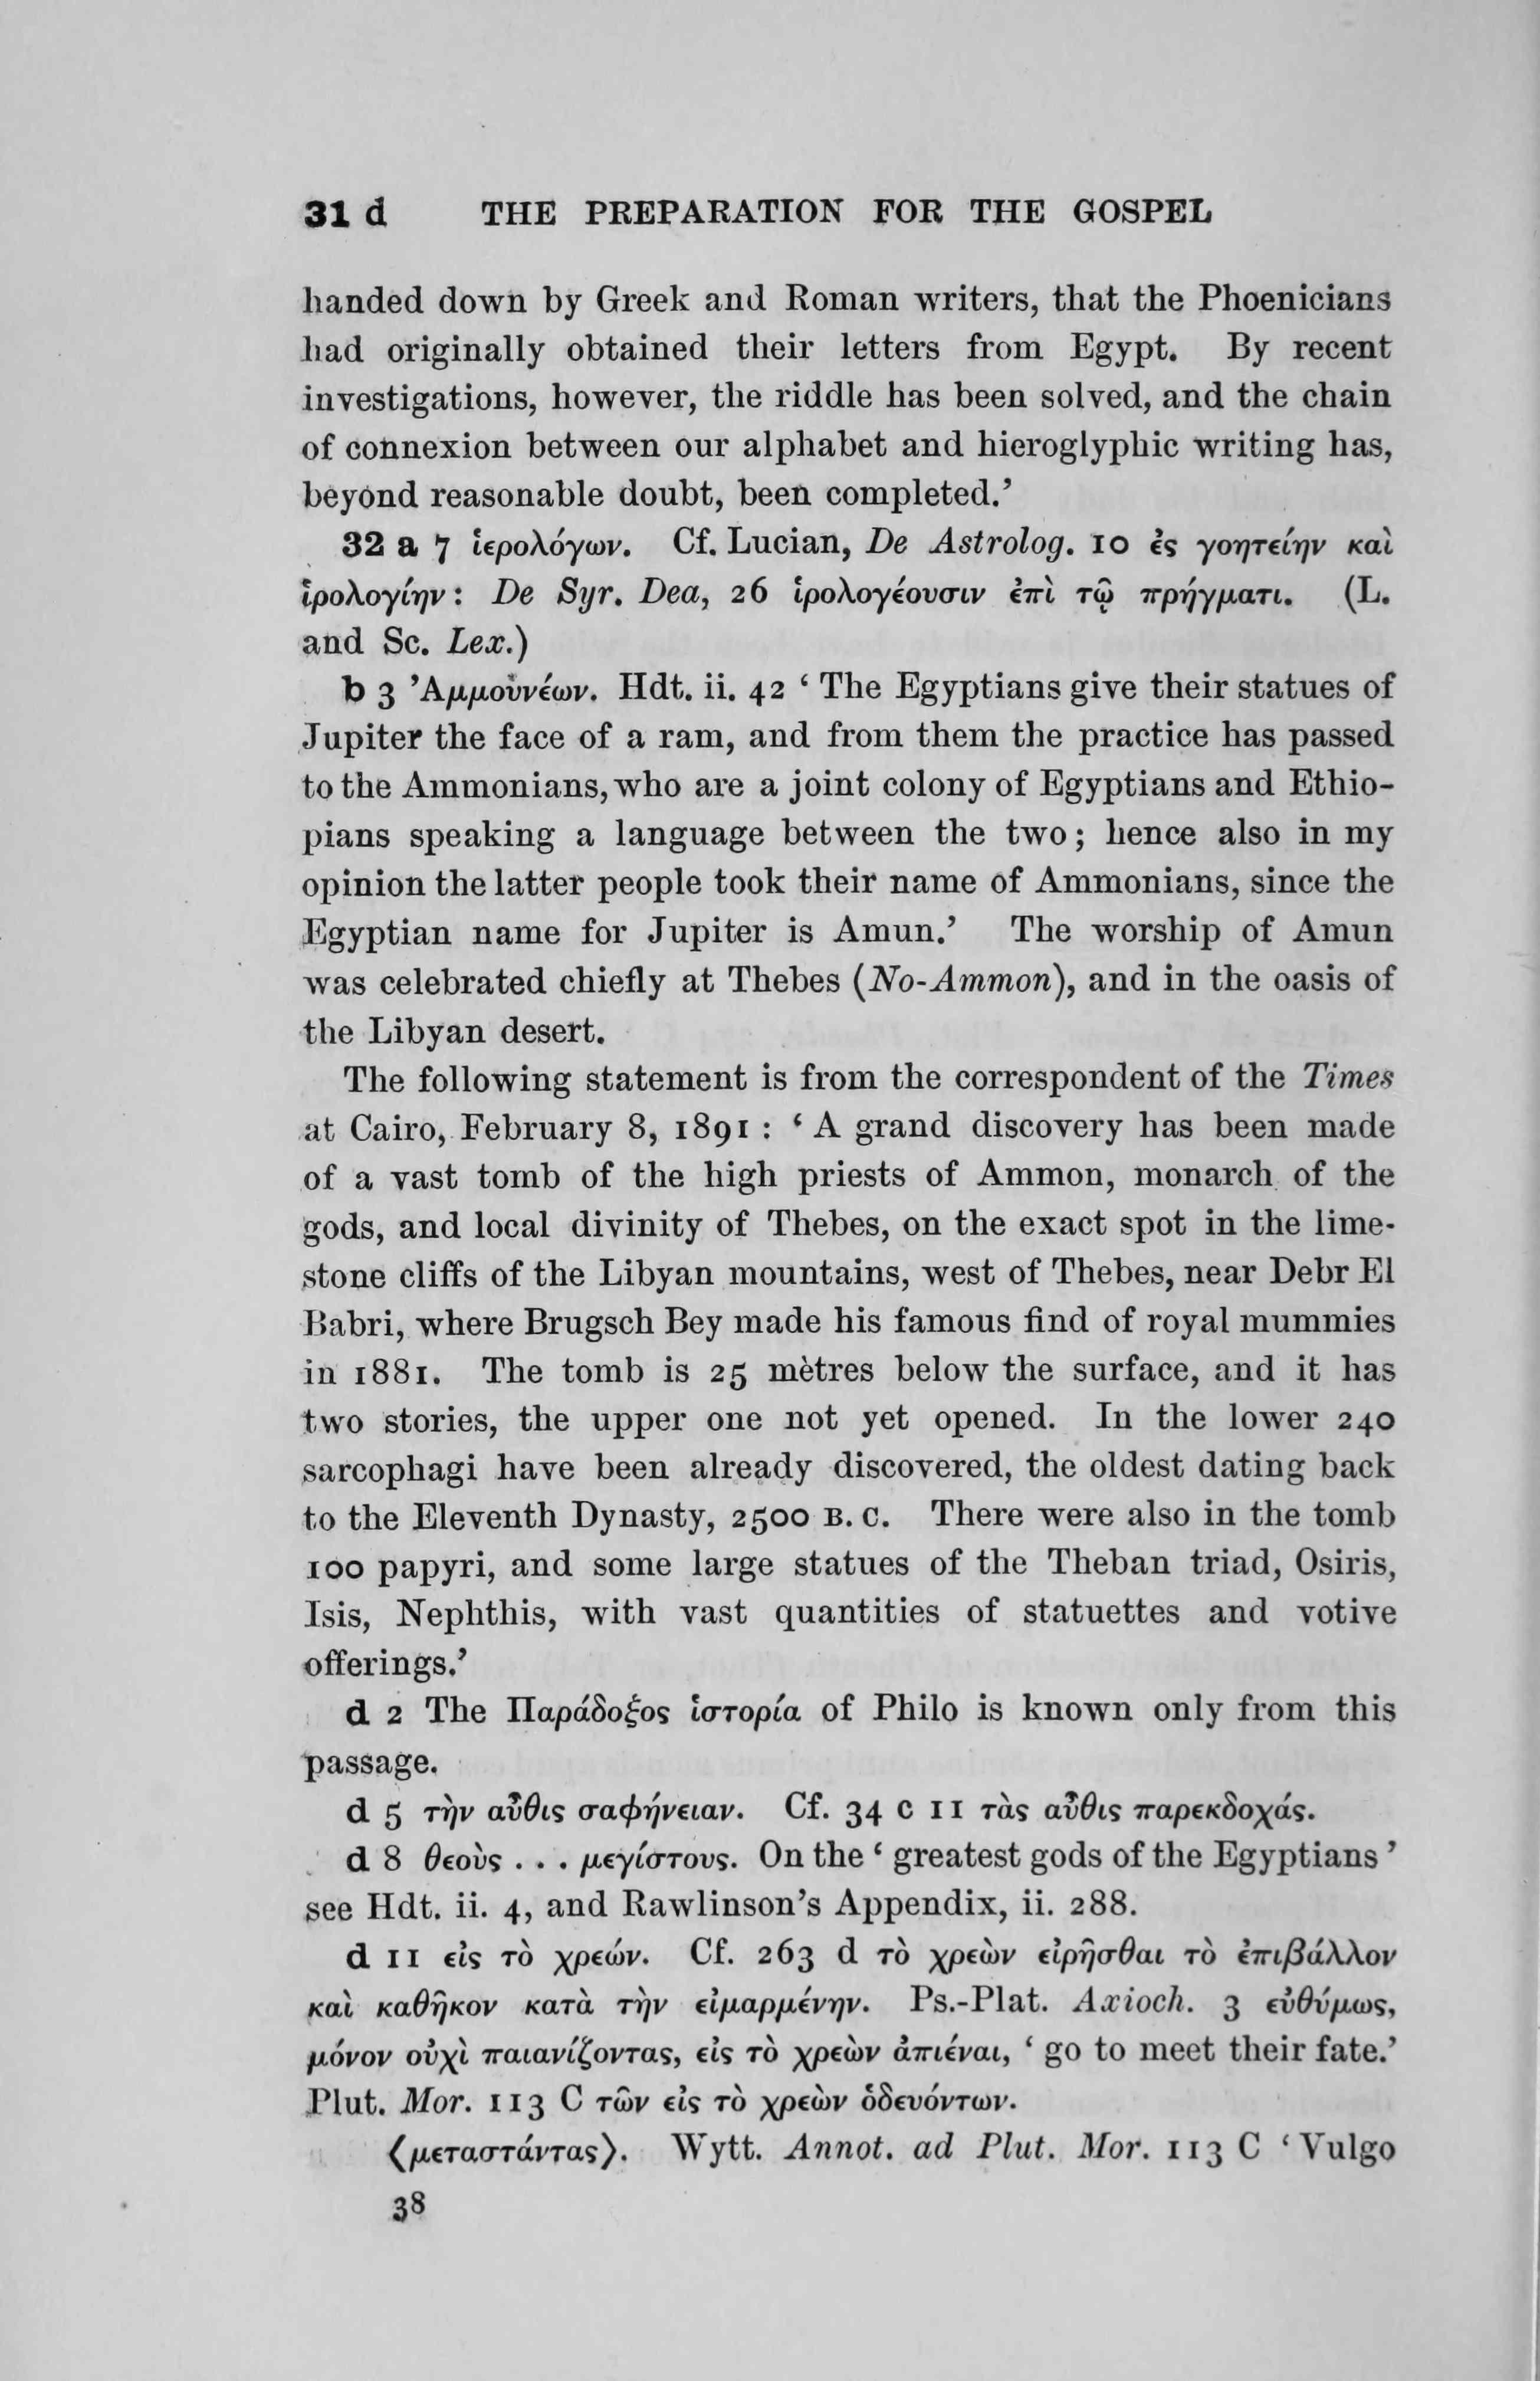 31 d THE PREPARATION FOR THE GOSPEL
handed down by Greek and Roman writers, that the Phoenicians
had originally obtained their letters from Egypt. By recent
investigations, however, the riddle has been solved, and the chain
of connexion between our alphabet and hieroglyphic writing has,
beyond reasonable doubt, been completed.’
32 a 7 ἱερολόγων. Cf. Lucian, De Astrolog. 10 ἐς γοητείην καὶ
ἱρολογίην : De Syr. Dea, 26 ἱρολογέουσιν ἐπὶ τῷ πρήγματι. (L.
and Sc. Lex.)
b 3 Ἀμμουνέων. Hdt. ii. 42 ‘ The Egyptians give their statues of
Jupiter the face of a ram, and from them the practice has passed
to the Ammonians, who are a joint colony of Egyptians and Ethio-
pians speaking a language between the two ; hence also in my
opinion the latter people took their name of Ammonians, since the
Egyptian name for Jupiter is Amun.’ The worship of Amun
was celebrated chiefly at Thebes (No-Ammon), and in the oasis of
the Libyan desert.
The following statement is from the correspondent of the Times
at Cairo, February 8, 1891 : ‘ A grand discovery has been made
of a vast tomb of the high priests of Ammon, monarch of the
gods, and local divinity of Thebes, on the exact spot in the lime-
stone cliffs of the Libyan mountains, west of Thebes, near Debr El
Babri, where Brugsch Bey made his famous find of royal mummies
in 1881. The tomb is 25 mètres below the surface, and it has
two stories, the upper one not yet opened. In the lower 240
sarcophagi have been already discovered, the oldest dating back
to the Eleventh Dynasty, 2500 B. C. There were also in the tomb
100 papyri, and some large statues of the Theban triad, Osiris,
Isis, Nephthis, with vast quantities of statuettes and votive
offerings.’
d 2 The Παράδοξος ἱστορία of Philo is known only from this
passage.
d 5 τὴν αὖθις σαφήνειαν. Cf. 34 c 11 τὰς αὖθις παρεκδοχάς.
d 8 θεοὺς . . . μεγίστους. On the ‘ greatest gods of the Egyptians ’
see Hdt. ii. 4, and Rawlinson’s Appendix, ii. 288.
d 11 εἰς τὸ χρεών. Cf. 263 d τὸ χρεὼν εἰρῆσθαι τὸ ἐπιβάλλον
καὶ καθῆκον κατὰ τὴν εἱμαρμένην. Ps.-Plat. Axioch. 3 εὐθύμως,
μόνον οὐχὶ παιανίζοντας, εἰς τὸ χρεὼν ἀπιέναι, ‘ go to meet their fate.’
Plut. Mor. 113 C τῶν εἰς τὸ χρεὼν ὁδευόντων.
⟨μεταστάντας⟩. Wytt. Annot. ad Plut. Mor. 113 C ‘ Vulgo
38